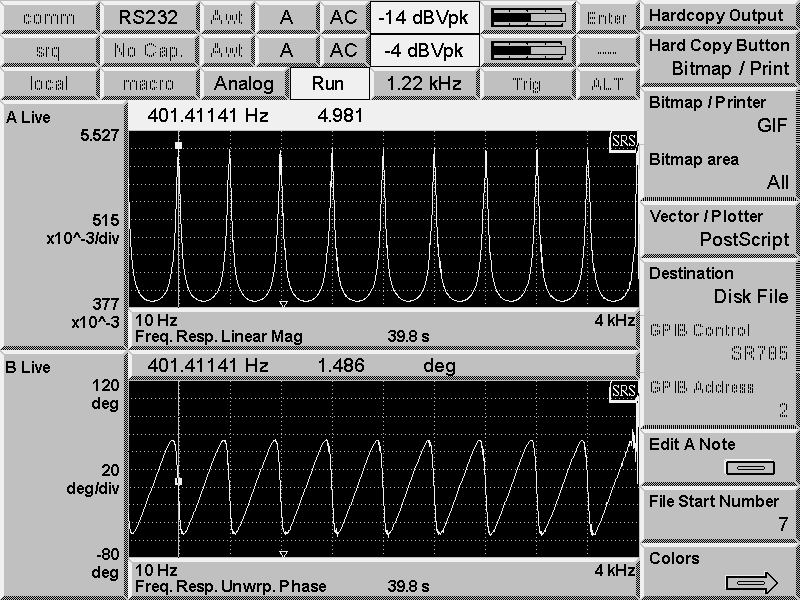 comm RS232 Awt A AC -14 dBVpk Enter
srq No Cap. Awt A AC -4 dBVpk ----
local macro Analog Run 1.22 kHz Trig ALT
A Live
401.41141 Hz 4.981
5.527
SRS
515
x10^-3/div
377
x10^-3
10 Hz 4 kHz
Freq. Resp. Linear Mag 39.8 s
B Live
401.41141 Hz 1.486 deg
120
deg
SRS
20
deg/div
-80
deg
10 Hz 4 kHz
Freq. Resp. Unwrp. Phase 39.8 s
Hardcopy Output
Hard Copy Button
Bitmap / Print
Bitmap / Printer
GIF
Bitmap area
All
Vector / Plotter
PostScript
Destination
Disk File
GPIB Control
SR785
GPIB Address
2
Edit A Note
File Start Number
7
Colors